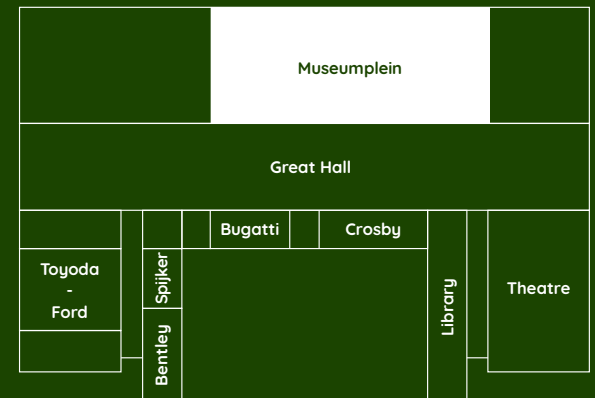 Museumplein
Great Hall
Bugatti
Crosby
Toyoda
-
Ford
Spijker
Bentley
Library
Theatre